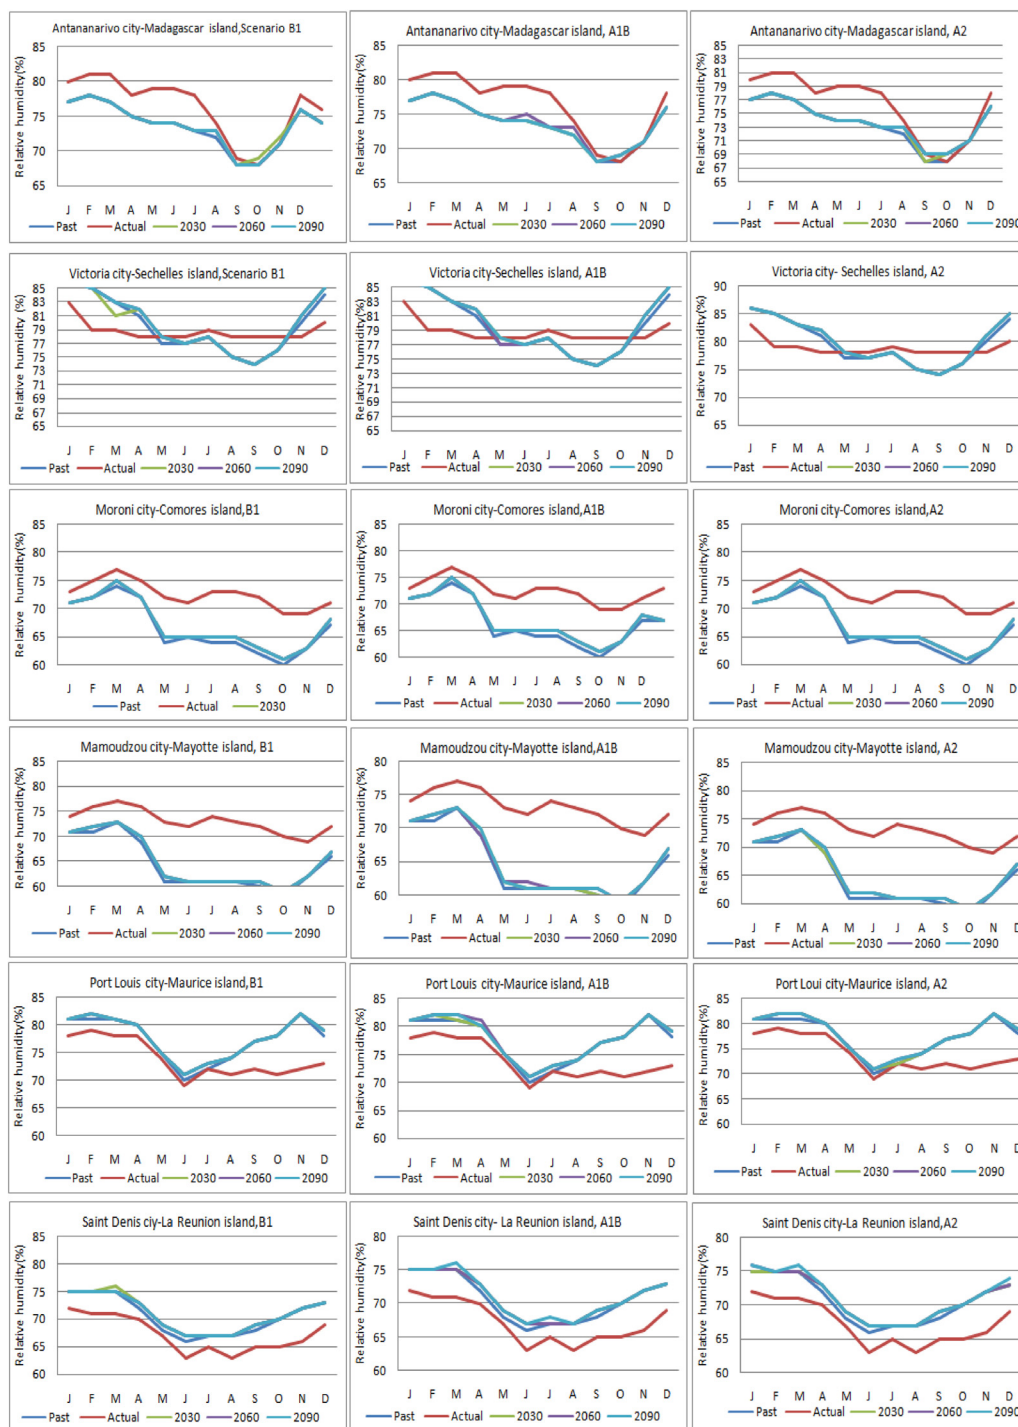 Antananarivo city-Madagascar island,Scenario B1
Relative humidity(%)
85
80
75
70
65
J F M A M J J A S O D
Past Actual 2030 2060 2090
Antananarivo city-Madagascar island, A1B
Relative humidity(%)
85
80
75
70
65
J F M A M J J A S O N D
Past Actual 2030 2060 2090
Antananarivo city-Madagascar island, A2
Relative humidity(%)
85
83
81
79
77
75
73
71
69
67
65
J F M A M J J A S O N D
Past Actual 2030 2060 2090
Victoria city-Sechelles island,Scenario B1
Relative humidity (%)
85
83
81
79
77
75
73
71
69
67
65
J F M A M J J A S O N D
Past Actual 2030 2060 2090
Victoria city-Sechelles island, A1B
Relative humidity(%)
85
83
81
79
77
75
73
71
69
67
65
J F M A M J J A S O N D
Past Actual 2030 2060 2090
Victoria city- Sechelles island, A2
Relative humidity(%)
90
85
80
75
70
65
J F M A M J J A S O N D
Past Actual 2030 2060 2090
Moroni city-Comores island,B1
Relative humidity(%)
85
80
75
70
65
60
J F M A M J J A S O N D
Past Actual 2030
Moroni city-Comores island,A1B
Relative humidity(%)
85
80
75
70
65
60
J F M A M J J A S O N D
Past Actual 2030 2060 2090
Moroni city-Comores island,A2
Relative humidity(%)
85
80
75
70
65
60
J F M A M J J A S O N D
Past Actual 2030 2060 2090
Mamoudzou city-Mayotte island, B1
Relative humidity(%)
85
80
75
70
65
60
J F M A M J J A S O N D
Past Actual 2030 2060 2090
Mamoudzou city-Mayotte island,A1B
Relative humidity(%)
80
75
70
65
60
J F M A M J J A S O N D
Past Actual 2030 2060 2090
Mamoudzou city-Mayotte island, A2
Relative humidity(%)
85
80
75
70
65
60
J F M A M J J A S O N D
Past Actual 2030 2060 2090
Port Louis city-Maurice island,B1
Relative humidity(%)
85
80
75
70
65
60
J F M A M J J A S O N D
Past Actual 2030 2060 2090
Port Louis city-Maurice island, A1B
Relative humidity(%)
85
80
75
70
65
60
J F M A M J J A S O N D
Past Actual 2030 2060 2090
Port Loui city-Maurice island, A2
Relative humidity(%)
85
80
75
70
65
60
J F M A M J J A S O N D
Past Actual 2030 2060 2090
Saint Denis ciy-La Reunion island,B1
Relative humidity(%)
85
80
75
70
65
60
J F M A M J J A S O N D
Past Actual 2030 2060 2090
Saint Denis city- La Reunion island, A1B
Relative humidity(%)
80
75
70
65
60
J F M A M J J A S O N D
Past Actual 2030 2060 2090
Saint Denis city-La Reunion island,A2
Relative humidity(%)
80
75
70
65
60
J F M A M J J A S O N D
Past Actual 2030 2060 2090